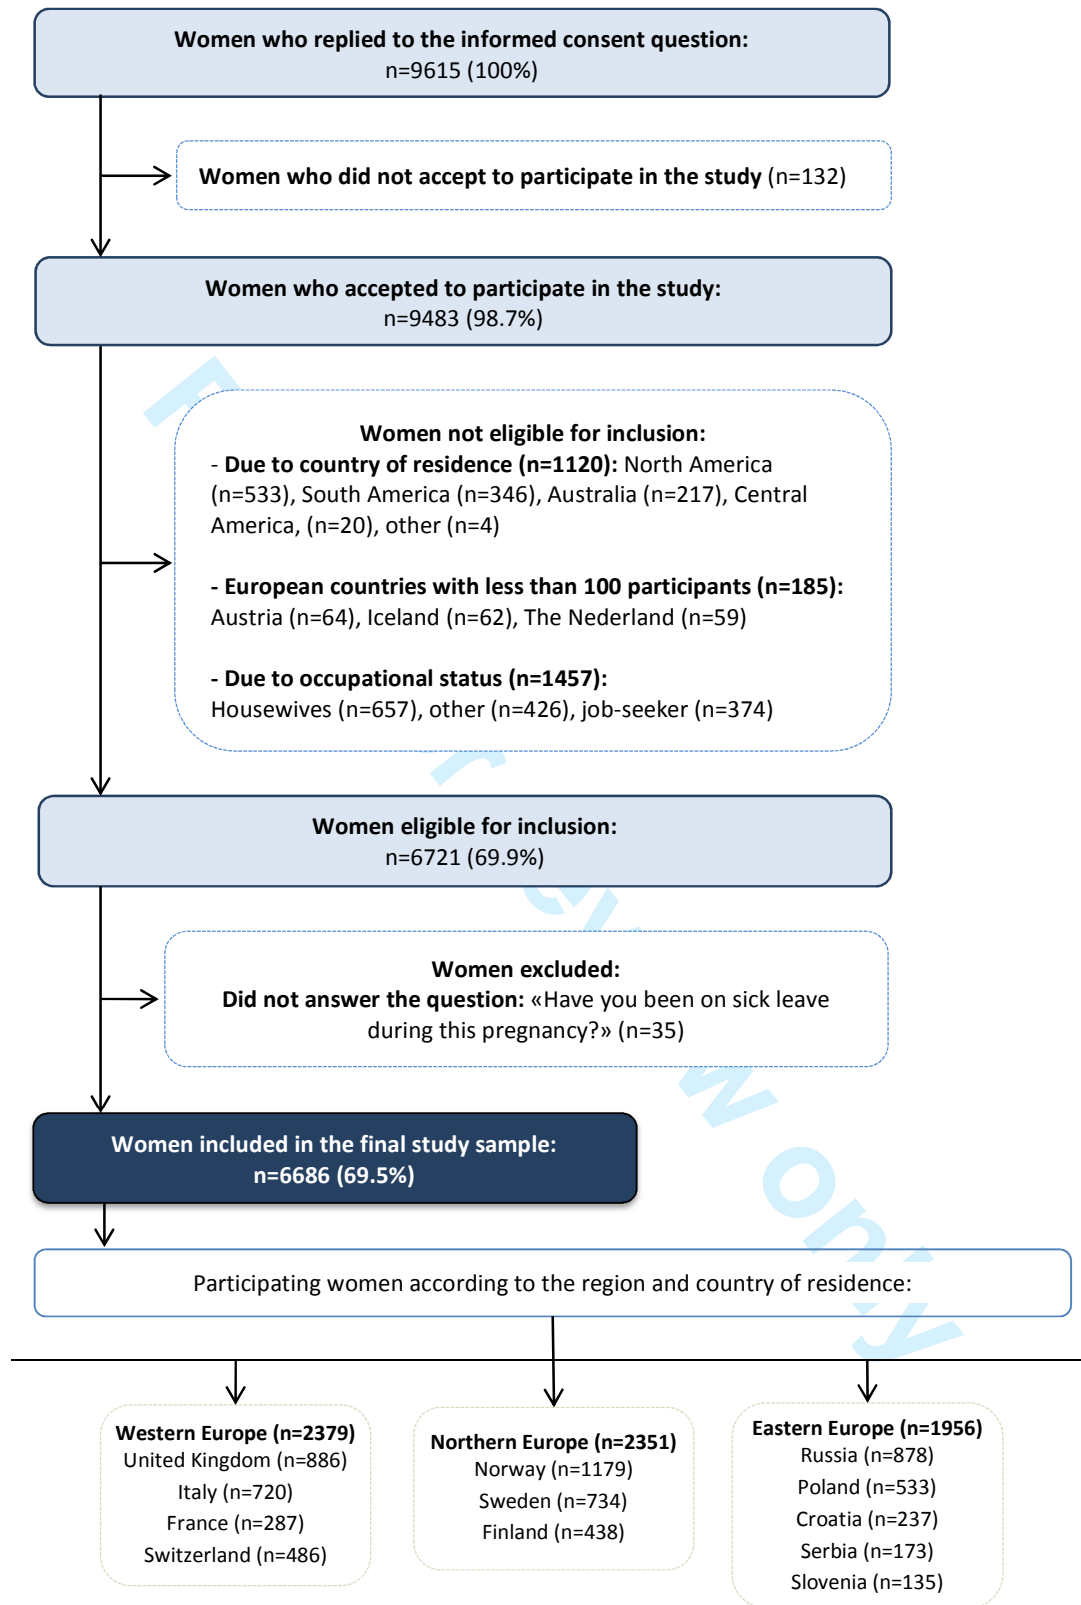 Women who replied to the informed consent question:
n=9615 (100%)
Women who did not accept to participate in the study (n=132)
Women who accepted to participate in the study:
n=9483 (98.7%)
Women not eligible for inclusion:
- Due to country of residence (n=1120): North America
(n=533), South America (n=346), Australia (n=217), Central
America, (n=20), other (n=4)
- European countries with less than 100 participants (n=185):
Austria (n=64), Iceland (n=62), The Nederland (n=59)
- Due to occupational status (n=1457):
Housewives (n=657), other (n=426), job-seeker (n=374)
Women eligible for inclusion:
n=6721 (69.9%)
Women excluded:
Did not answer the question: «Have you been on sick leave
during this pregnancy?» (n=35)
Women included in the final study sample:
n=6686 (69.5%)
Participating women according to the region and country of residence:
Western Europe (n=2379)
United Kingdom (n=886)
Italy (n=720)
France (n=287)
Switzerland (n=486)
Northern Europe (n=2351)
Norway (n=1179)
Sweden (n=734)
Finland (n=438)
Eastern Europe (n=1956)
Russia (n=878)
Poland (n=533)
Croatia (n=237)
Serbia (n=173)
Slovenia (n=135)
only